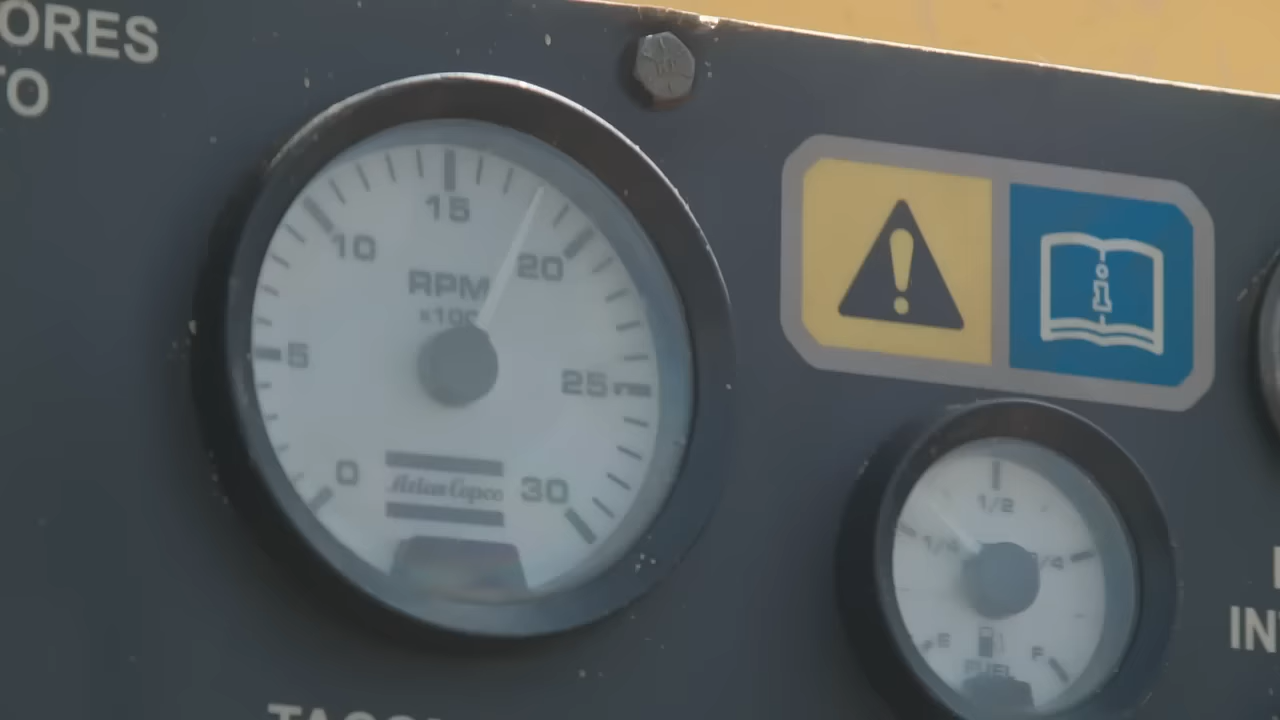 ORES
TO
15
10
20
RPM
x100
5
25
0
30
Atlas Copco
1/2
1/4
3/4
E
F
FUEL
i
IN
TACO